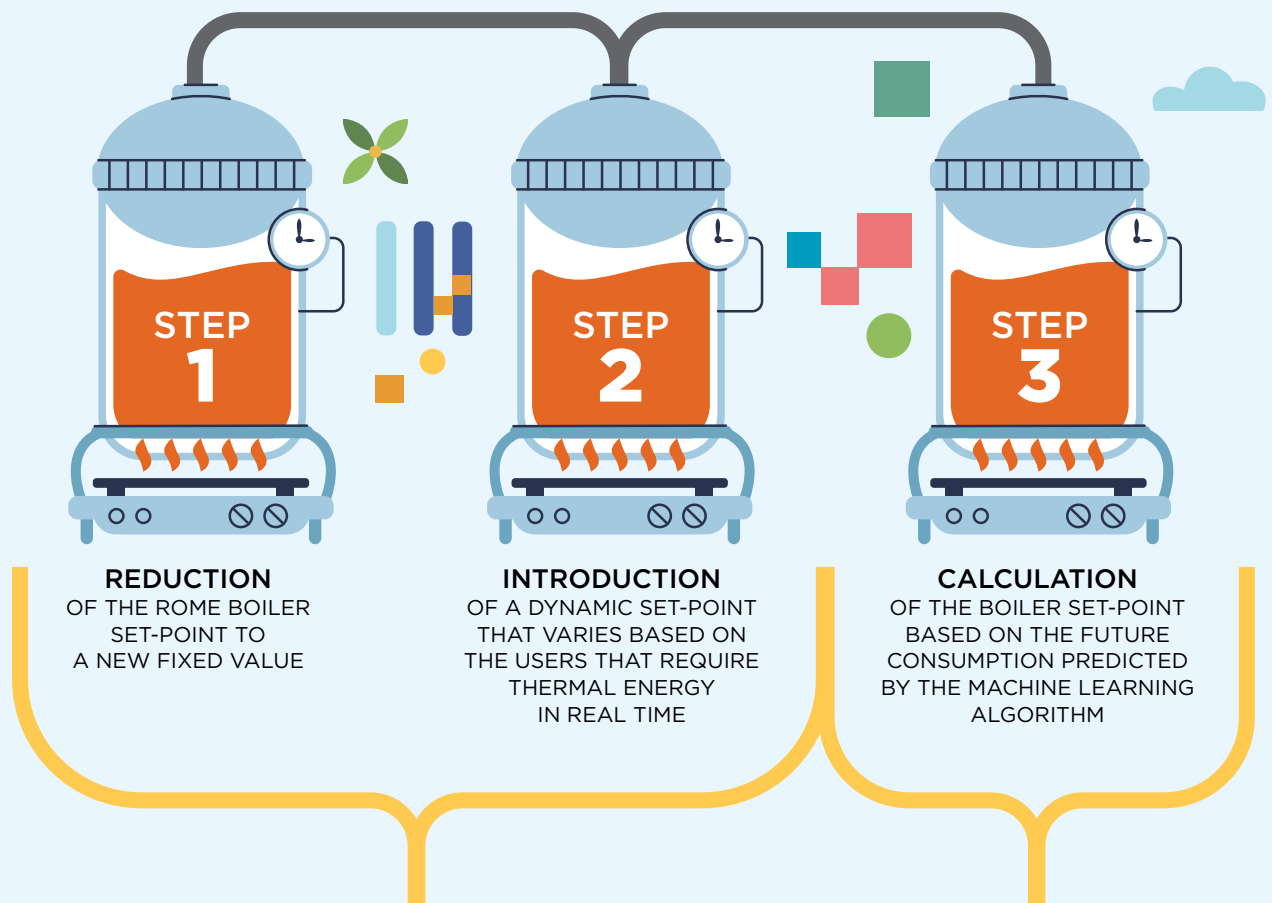 STEP
1
STEP
2
STEP
3
REDUCTION
OF THE ROME BOILER
SET-POINT TO
A NEW FIXED VALUE
INTRODUCTION
OF A DYNAMIC SET-POINT
THAT VARIES BASED ON
THE USERS THAT REQUIRE
THERMAL ENERGY
IN REAL TIME
CALCULATION
OF THE BOILER SET-POINT
BASED ON THE FUTURE
CONSUMPTION PREDICTED
BY THE MACHINE LEARNING
ALGORITHM